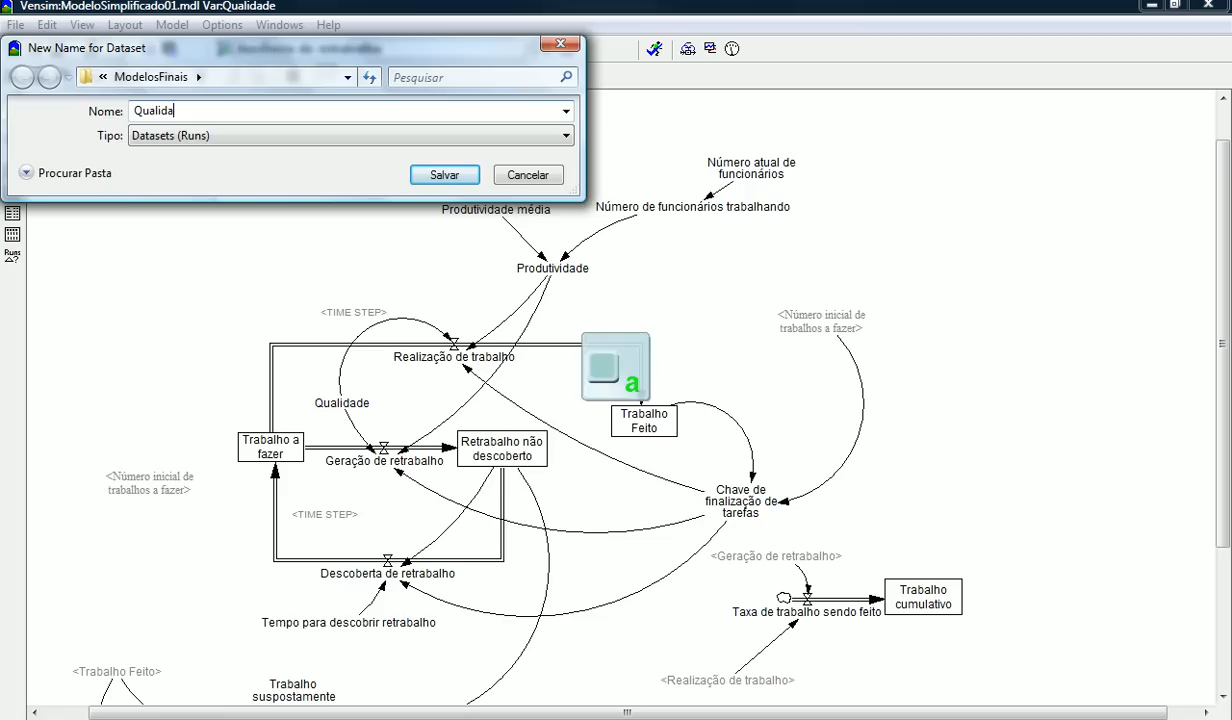 Vensim:ModeloSimplificado01.mdl Var:Qualidade
File Edit View Layout Model Options Windows Help
New Name for Dataset
« ModelosFinais
Pesquisar
Nome: Qualida
Tipo: Datasets (Runs)
Procurar Pasta
Salvar
Cancelar
Runs
?
Número atual de
funcionários
Produtividade média
Número de funcionários trabalhando
Produtividade
<TIME STEP>
<Número inicial de
trabalhos a fazer>
Realização de trabalho
a
Qualidade
Trabalho
Feito
Trabalho a
fazer
Retrabalho não
descoberto
Geração de retrabalho
<Número inicial de
trabalhos a fazer>
Chave de
finalização de
tarefas
<TIME STEP>
<Geração de retrabalho>
Descoberta de retrabalho
Trabalho
cumulativo
Taxa de trabalho sendo feito
Tempo para descobrir retrabalho
<Trabalho Feito>
<Realização de trabalho>
Trabalho
suspostamente